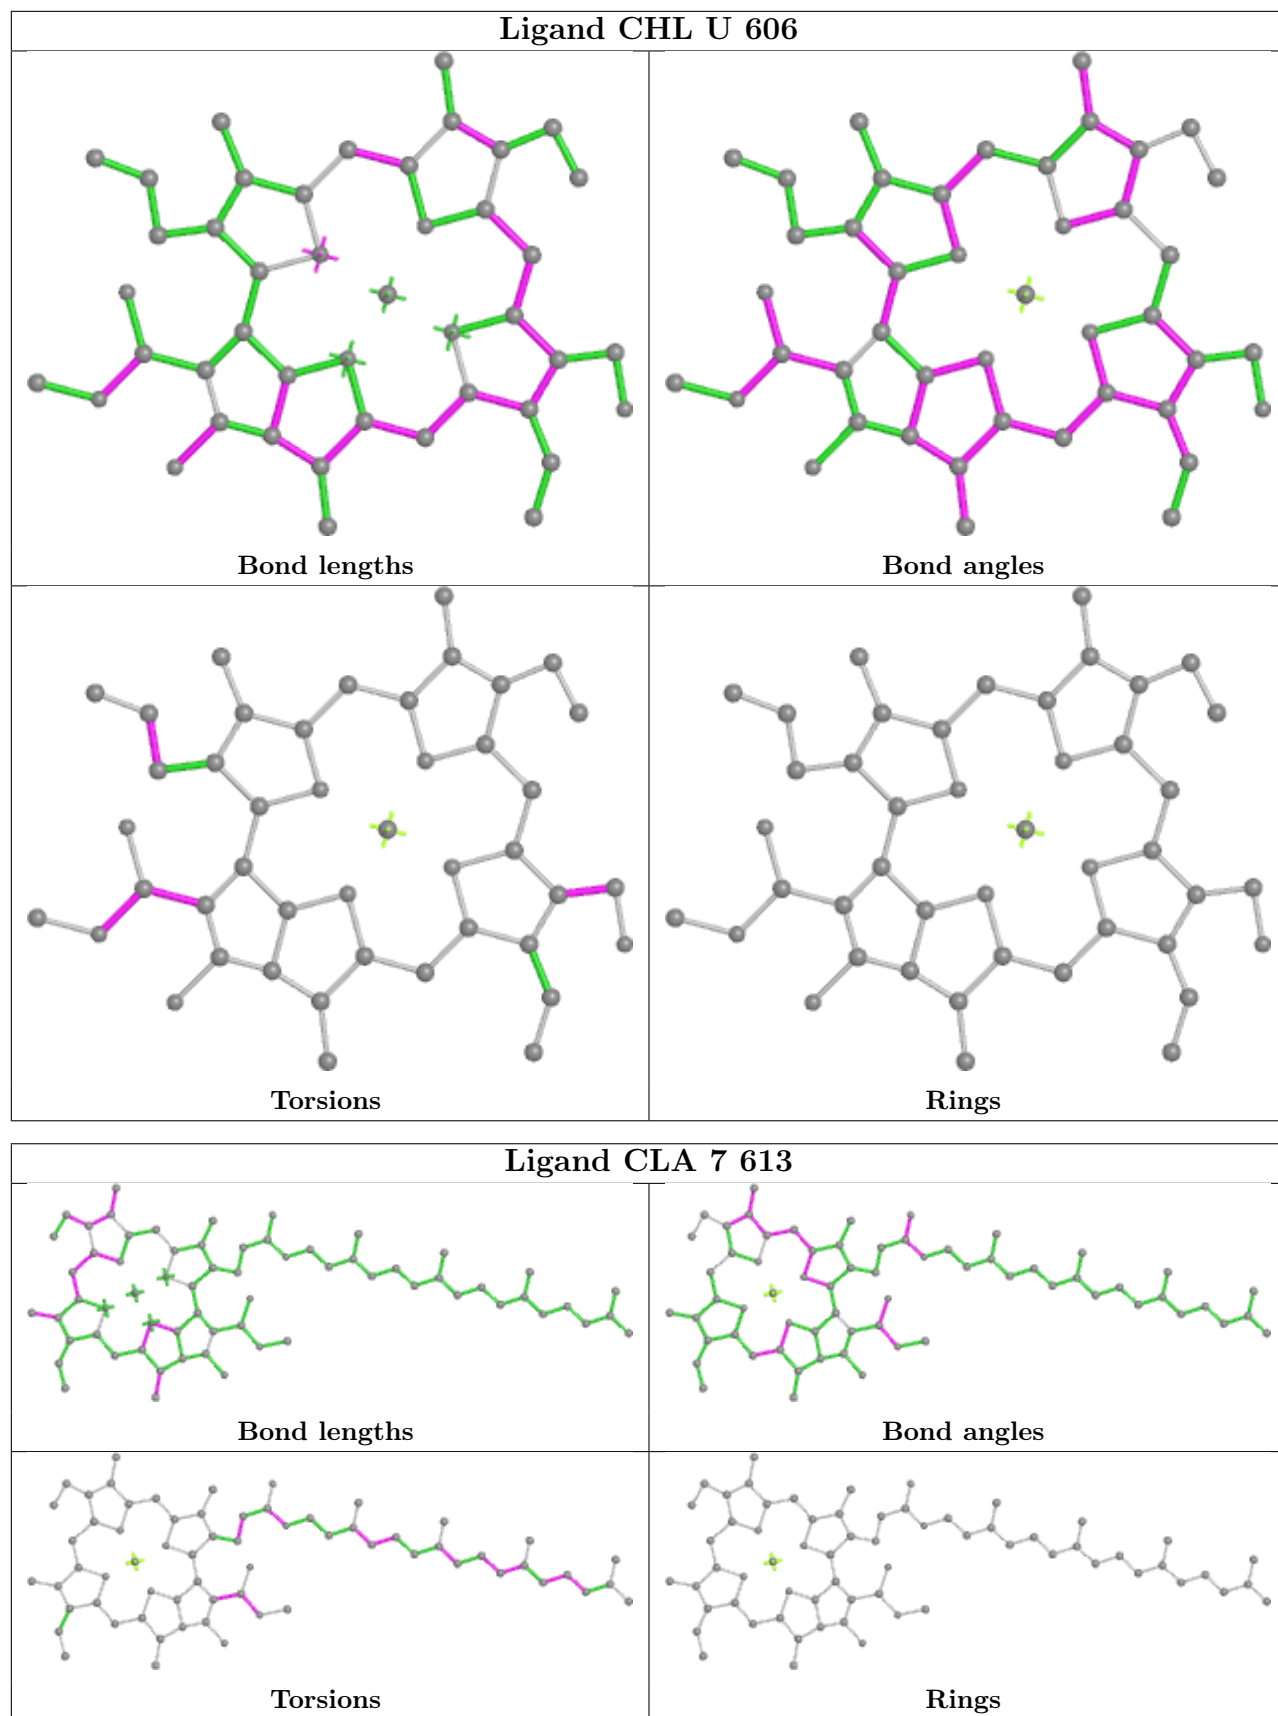 Ligand CHL U 606
Bond lengths
Bond angles
Torsions
Rings
Ligand CLA 7 613
Bond lengths
Bond angles
Torsions
Rings